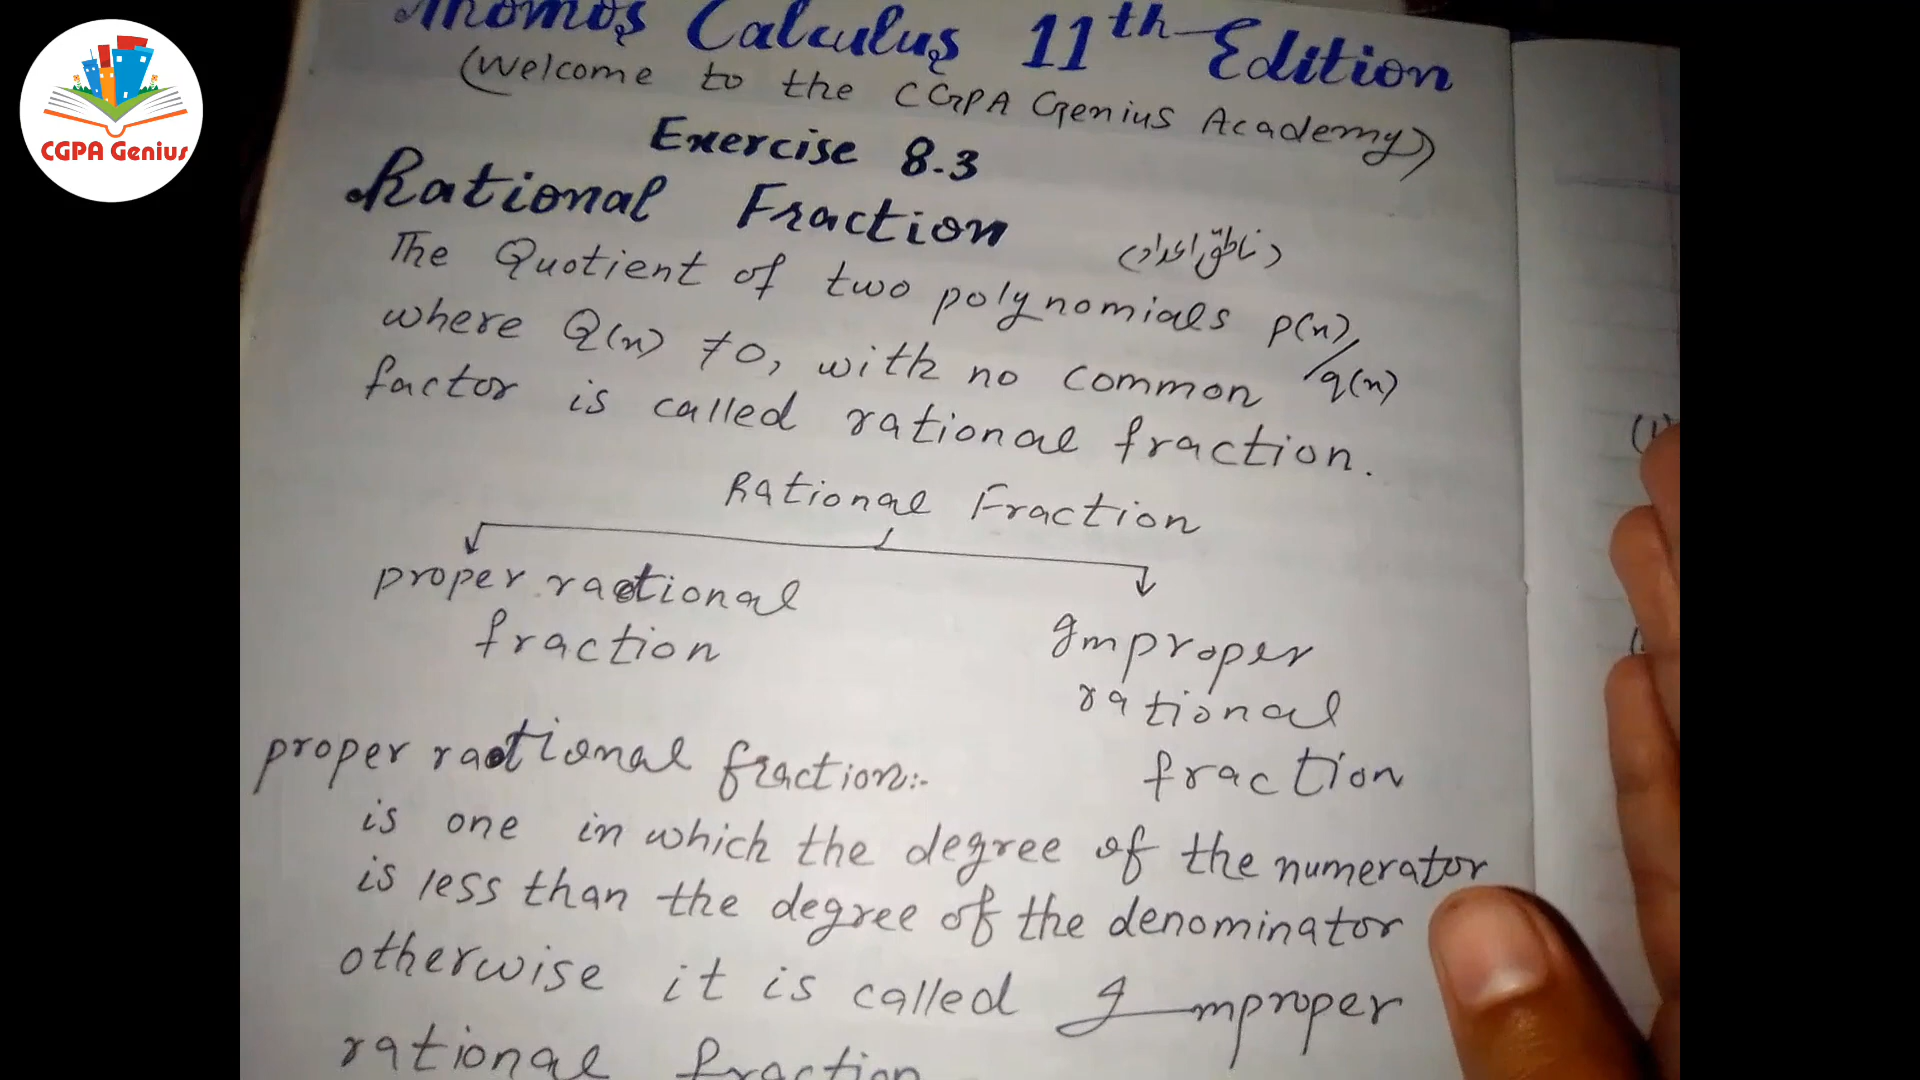 CGPA Genius
Thomas Calculus 11th Edition
(Welcome to the CGPA Genius Academy)
Exercise 8.3
Rational Fraction
(ناطق اعداد)
The Quotient of two polynomials p(x)/q(x)
where Q(x) ≠0, with no common
factor is called rational fraction.
Rational Fraction
proper rational
fraction
Improper
rational
fraction
proper rational fraction:-
is one in which the degree of the numerator
is less than the degree of the denominator
otherwise it is called Improper
rational fraction